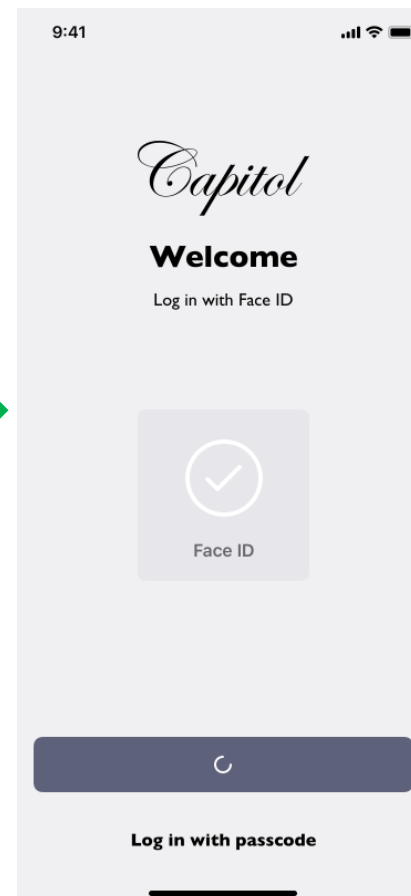 9:41
Capitol
Welcome
Log in with Face ID
Face ID
Log in with passcode